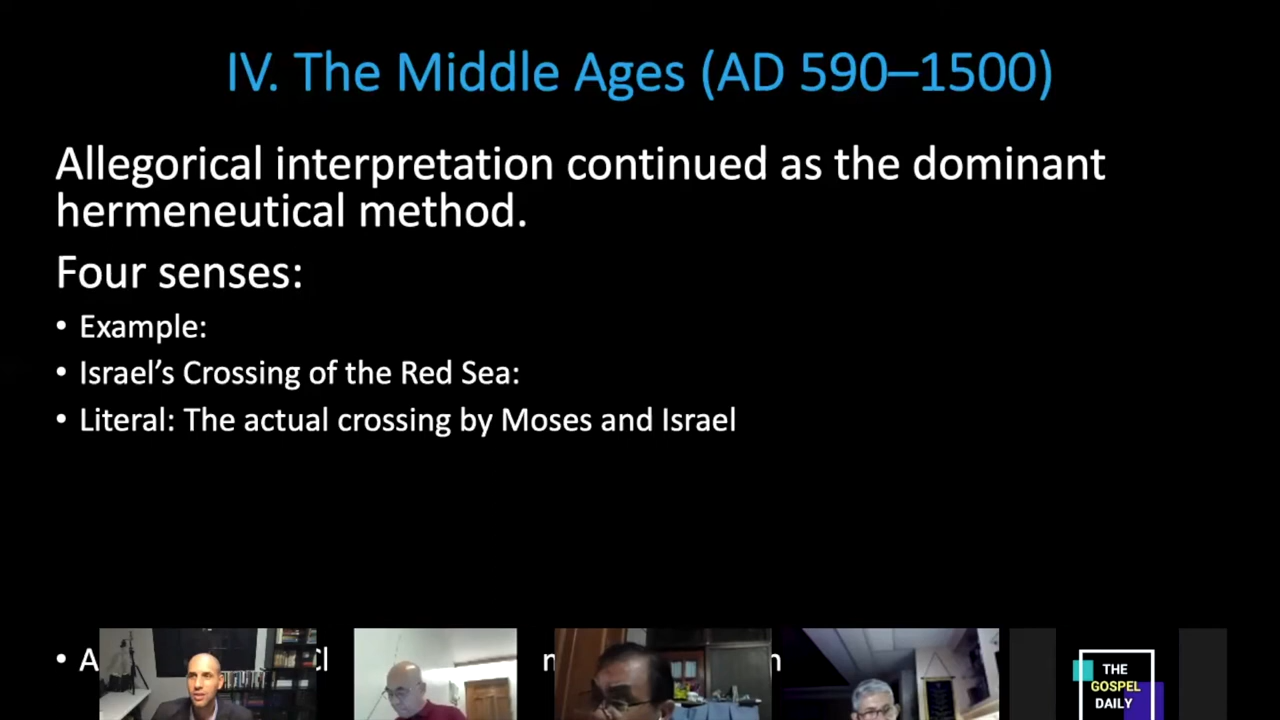 IV. The Middle Ages (AD 590–1500)
Allegorical interpretation continued as the dominant
hermeneutical method.
Four senses:
• Example:
• Israel’s Crossing of the Red Sea:
• Literal: The actual crossing by Moses and Israel
THE
GOSPEL
DAILY